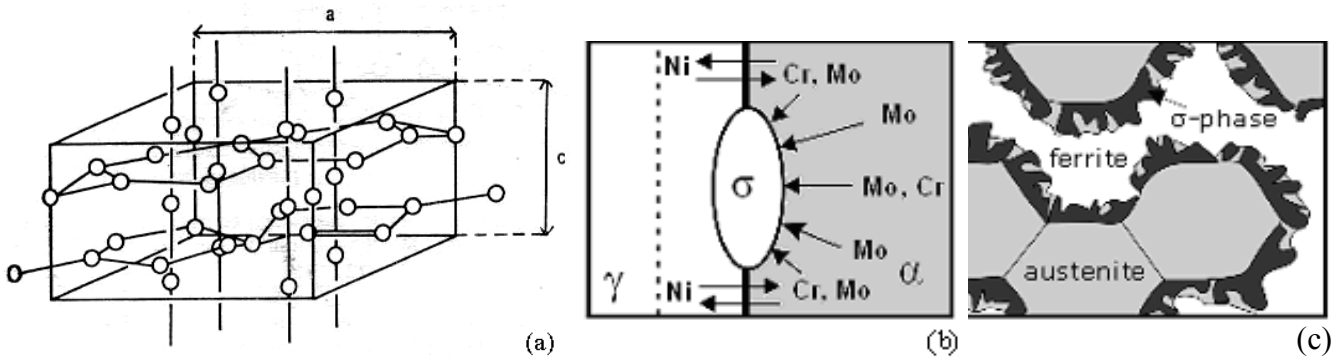 a
c
(a)
Ni
Cr, Mo
Mo
σ
Mo, Cr
Mo
γ
α
Ni
Cr, Mo
(b)
σ-phase
ferrite
austenite
(c)